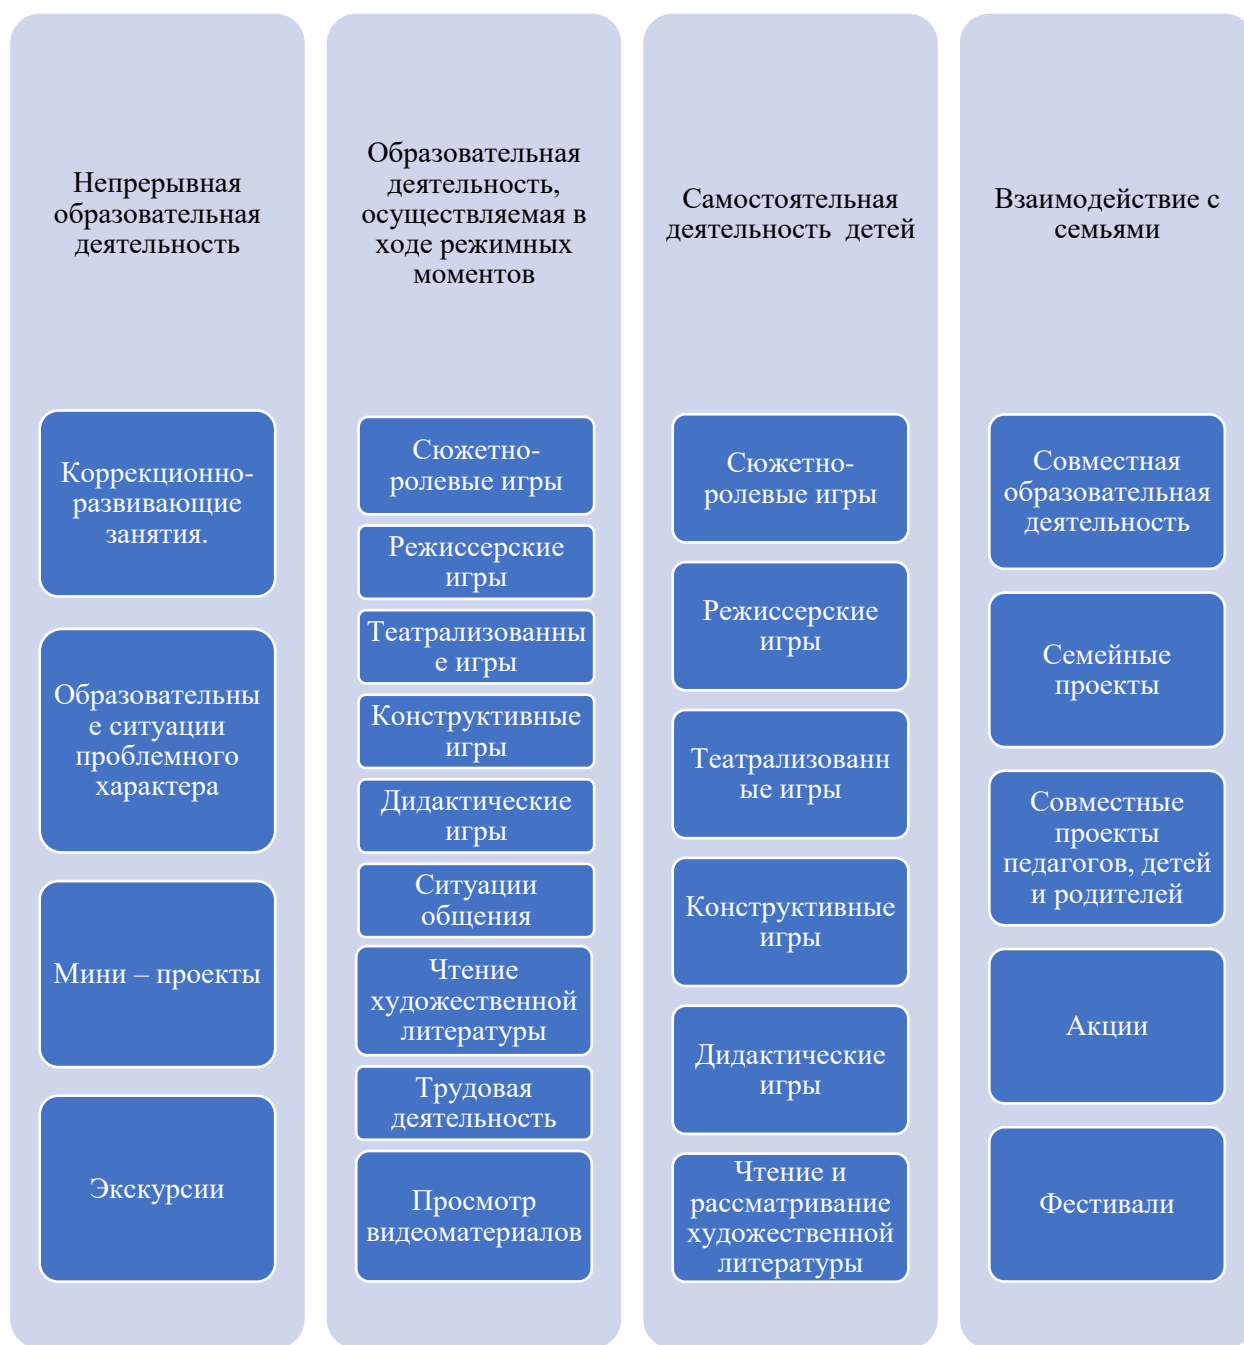 Непрерывная
образовательная
деятельность
Коррекционно-
развивающие
занятия.
Образовательны
е ситуации
проблемного
характера
Мини – проекты
Экскурсии
Образовательная
деятельность,
осуществляемая в
ходе режимных
моментов
Сюжетно-
ролевые игры
Режиссерские
игры
Театрализованны
е игры
Конструктивные
игры
Дидактические
игры
Ситуации
общения
Чтение
художественной
литературы
Трудовая
деятельность
Просмотр
видеоматериалов
Самостоятельная
деятельность детей
Сюжетно-
ролевые игры
Режиссерские
игры
Театрализованн
ые игры
Конструктивные
игры
Дидактические
игры
Чтение и
рассматривание
художественной
литературы
Взаимодействие с
семьями
Совместная
образовательная
деятельность
Семейные
проекты
Совместные
проекты
педагогов, детей
и родителей
Акции
Фестивали